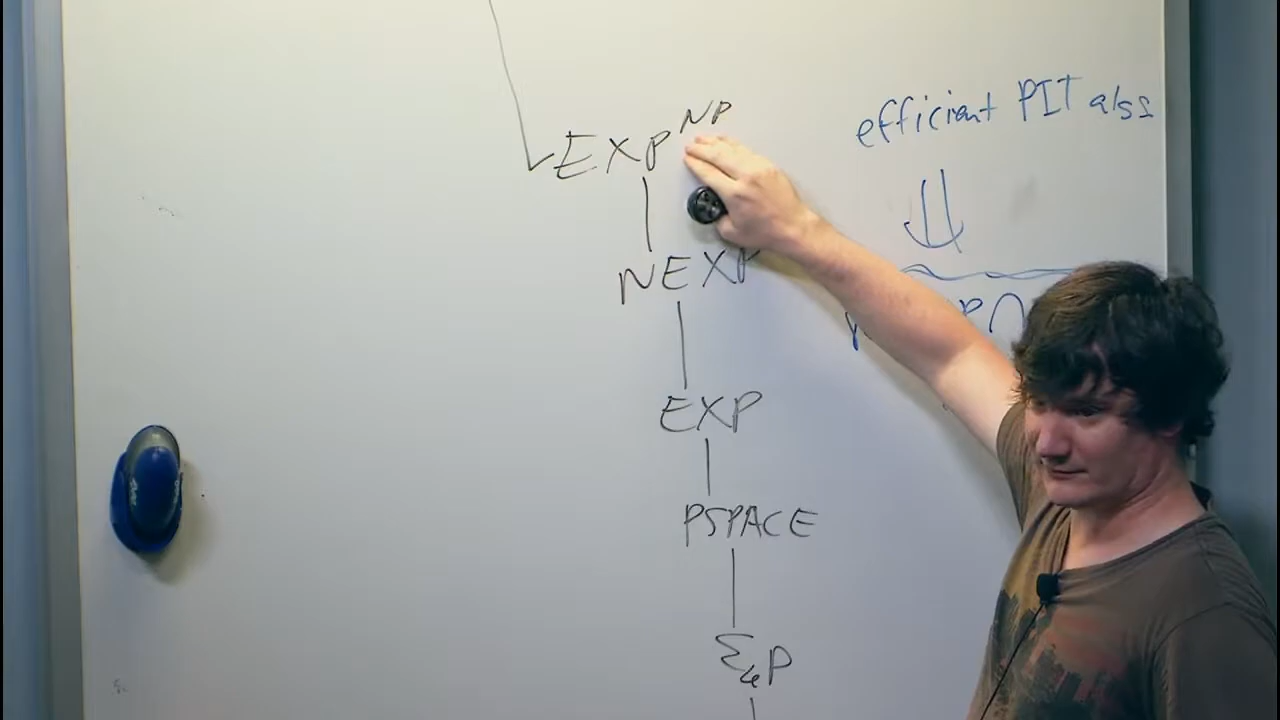 EXP^NP
NEXP
EXP
PSPACE
Σ₄P
efficient PIT algs
⇓
P∩